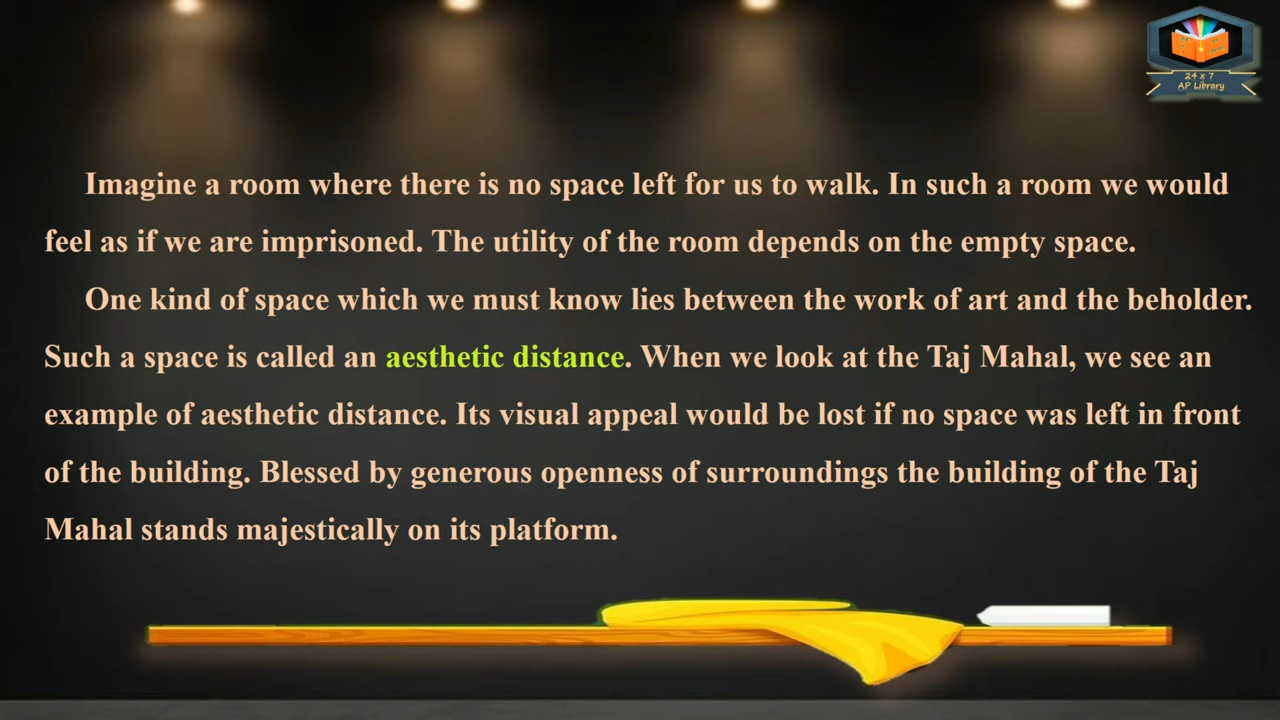 24 x 7
AP Library
Imagine a room where there is no space left for us to walk. In such a room we would
feel as if we are imprisoned. The utility of the room depends on the empty space.
One kind of space which we must know lies between the work of art and the beholder.
Such a space is called an aesthetic distance. When we look at the Taj Mahal, we see an
example of aesthetic distance. Its visual appeal would be lost if no space was left in front
of the building. Blessed by generous openness of surroundings the building of the Taj
Mahal stands majestically on its platform.